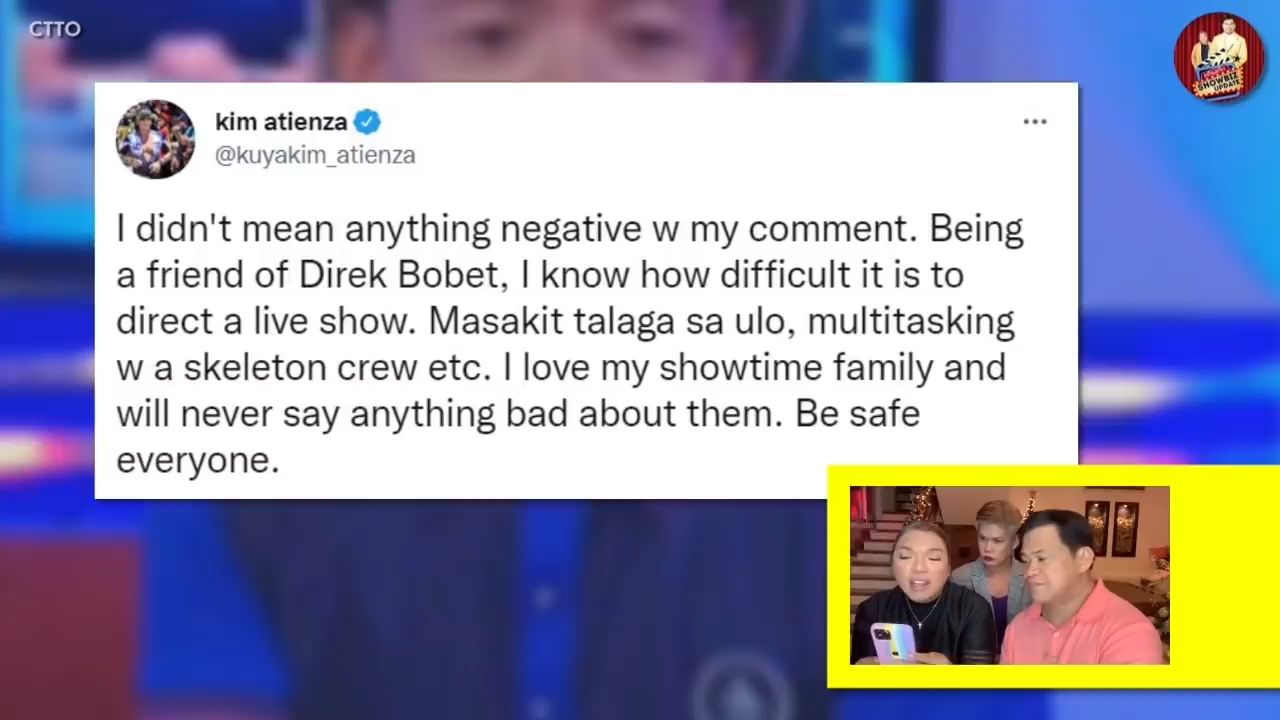 CTTO
SHOWBIZ
UPDATE
kim atienza
@kuyakim_atienza
I didn't mean anything negative w my comment. Being
a friend of Direk Bobet, I know how difficult it is to
direct a live show. Masakit talaga sa ulo, multitasking
w a skeleton crew etc. I love my showtime family and
will never say anything bad about them. Be safe
everyone.